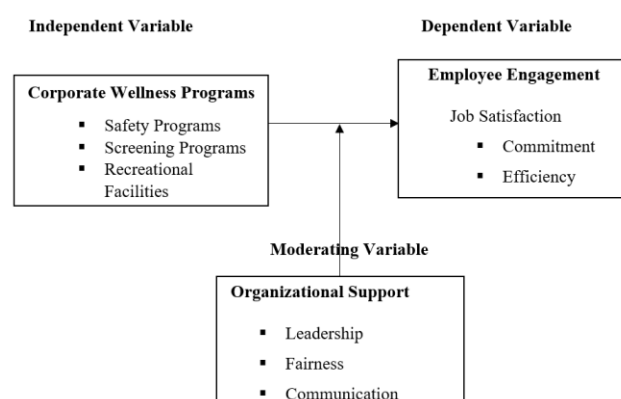 Independent Variable
Dependent Variable
Corporate Wellness Programs
▪ Safety Programs
▪ Screening Programs
▪ Recreational
Facilities
Employee Engagement
Job Satisfaction
▪ Commitment
▪ Efficiency
Moderating Variable
Organizational Support
▪ Leadership
▪ Fairness
▪ Communication